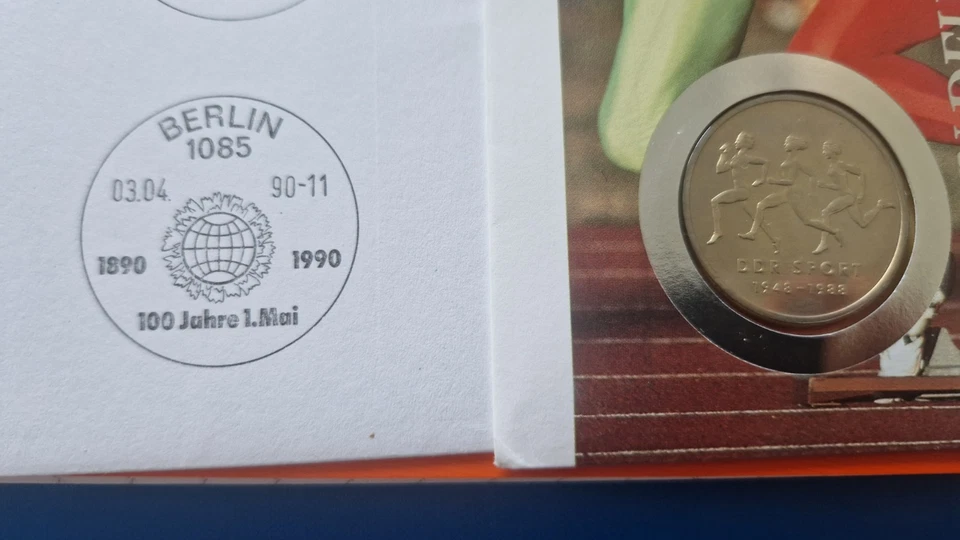 BERLIN
1085
03.04. 90-11
1890 1990
100 Jahre 1.Mai
DDR SPORT
1948-1988